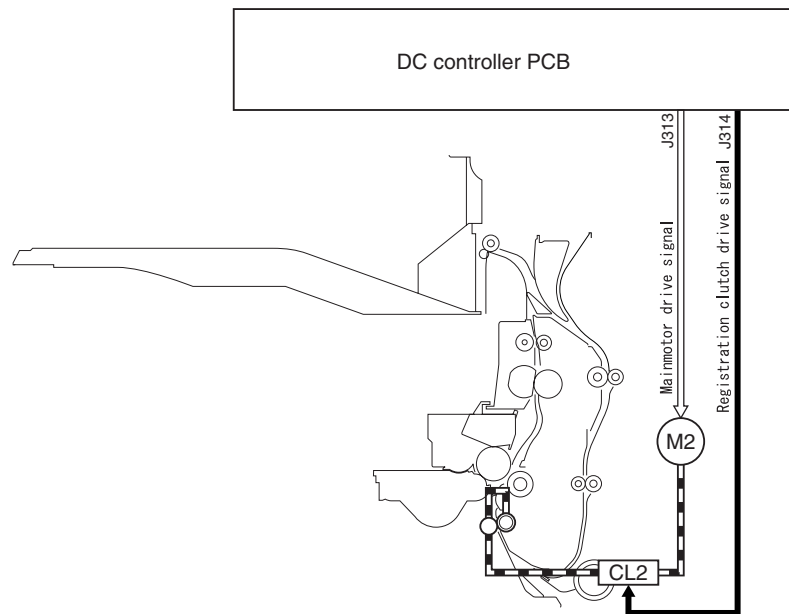 DC controller PCB
J313
J314
Mainmotor drive signal
Registration clutch drive signal
M2
CL2